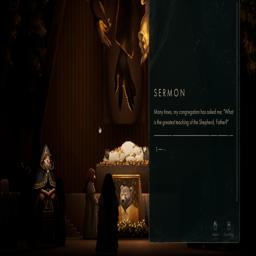 SERMON
Many times, my congregation has asked me: "What
is the greatest teaching of the Shepherd, Father?"